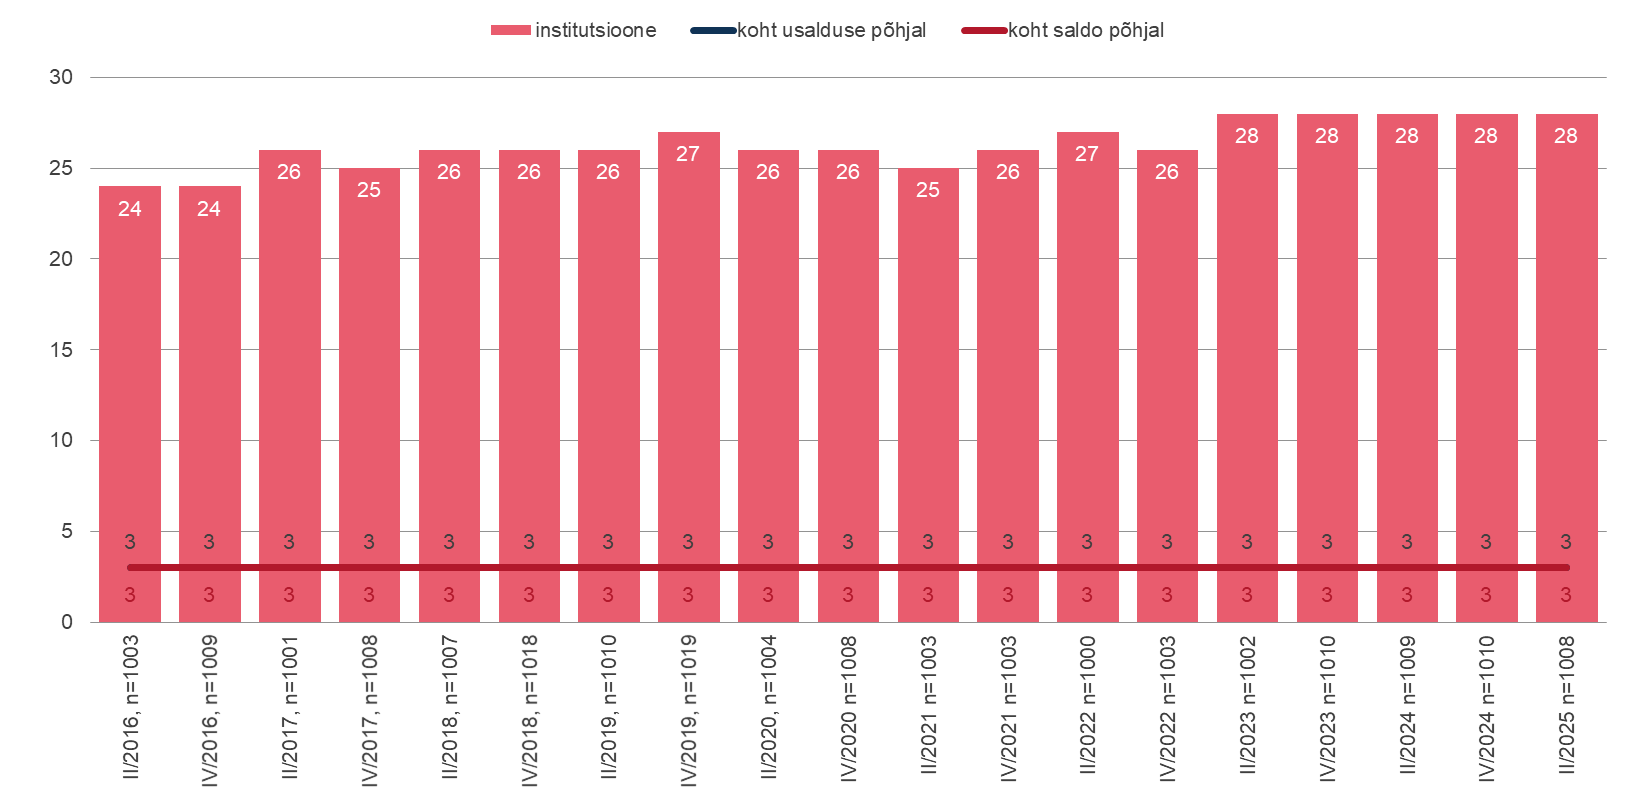 institutsioone koht usalduse põhjal koht saldo põhjal
30
25
20
15
10
5
0
24 24 26 25 26 26 26 27 26 26 25 26 27 26 28 28 28 28 28
3 3 3 3 3 3 3 3 3 3 3 3 3 3 3 3 3 3 3
3 3 3 3 3 3 3 3 3 3 3 3 3 3 3 3 3 3 3
II/2016, n=1003
IV/2016, n=1009
II/2017, n=1001
IV/2017, n=1008
II/2018, n=1007
IV/2018, n=1018
II/2019, n=1010
IV/2019, n=1019
II/2020, n=1004
IV/2020 n=1008
II/2021 n=1003
IV/2021 n=1003
II/2022 n=1000
IV/2022 n=1003
II/2023 n=1002
IV/2023 n=1010
II/2024 n=1009
IV/2024 n=1010
II/2025 n=1008